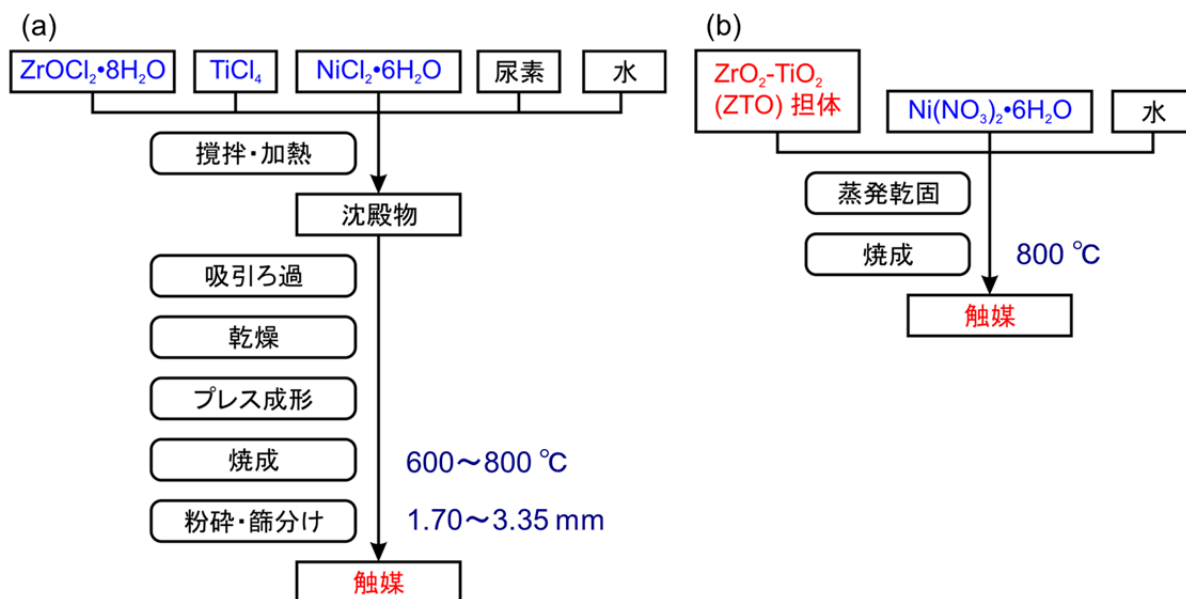 (a)
ZrOCl₂•8H₂O
TiCl₄
NiCl₂•6H₂O
尿素
水
撹拌・加熱
沈殿物
吸引ろ過
乾燥
プレス成形
焼成
600～800 ℃
粉砕・篩分け
1.70～3.35 mm
触媒
(b)
ZrO₂-TiO₂
(ZTO) 担体
Ni(NO₃)₂•6H₂O
水
蒸発乾固
焼成
800 ℃
触媒